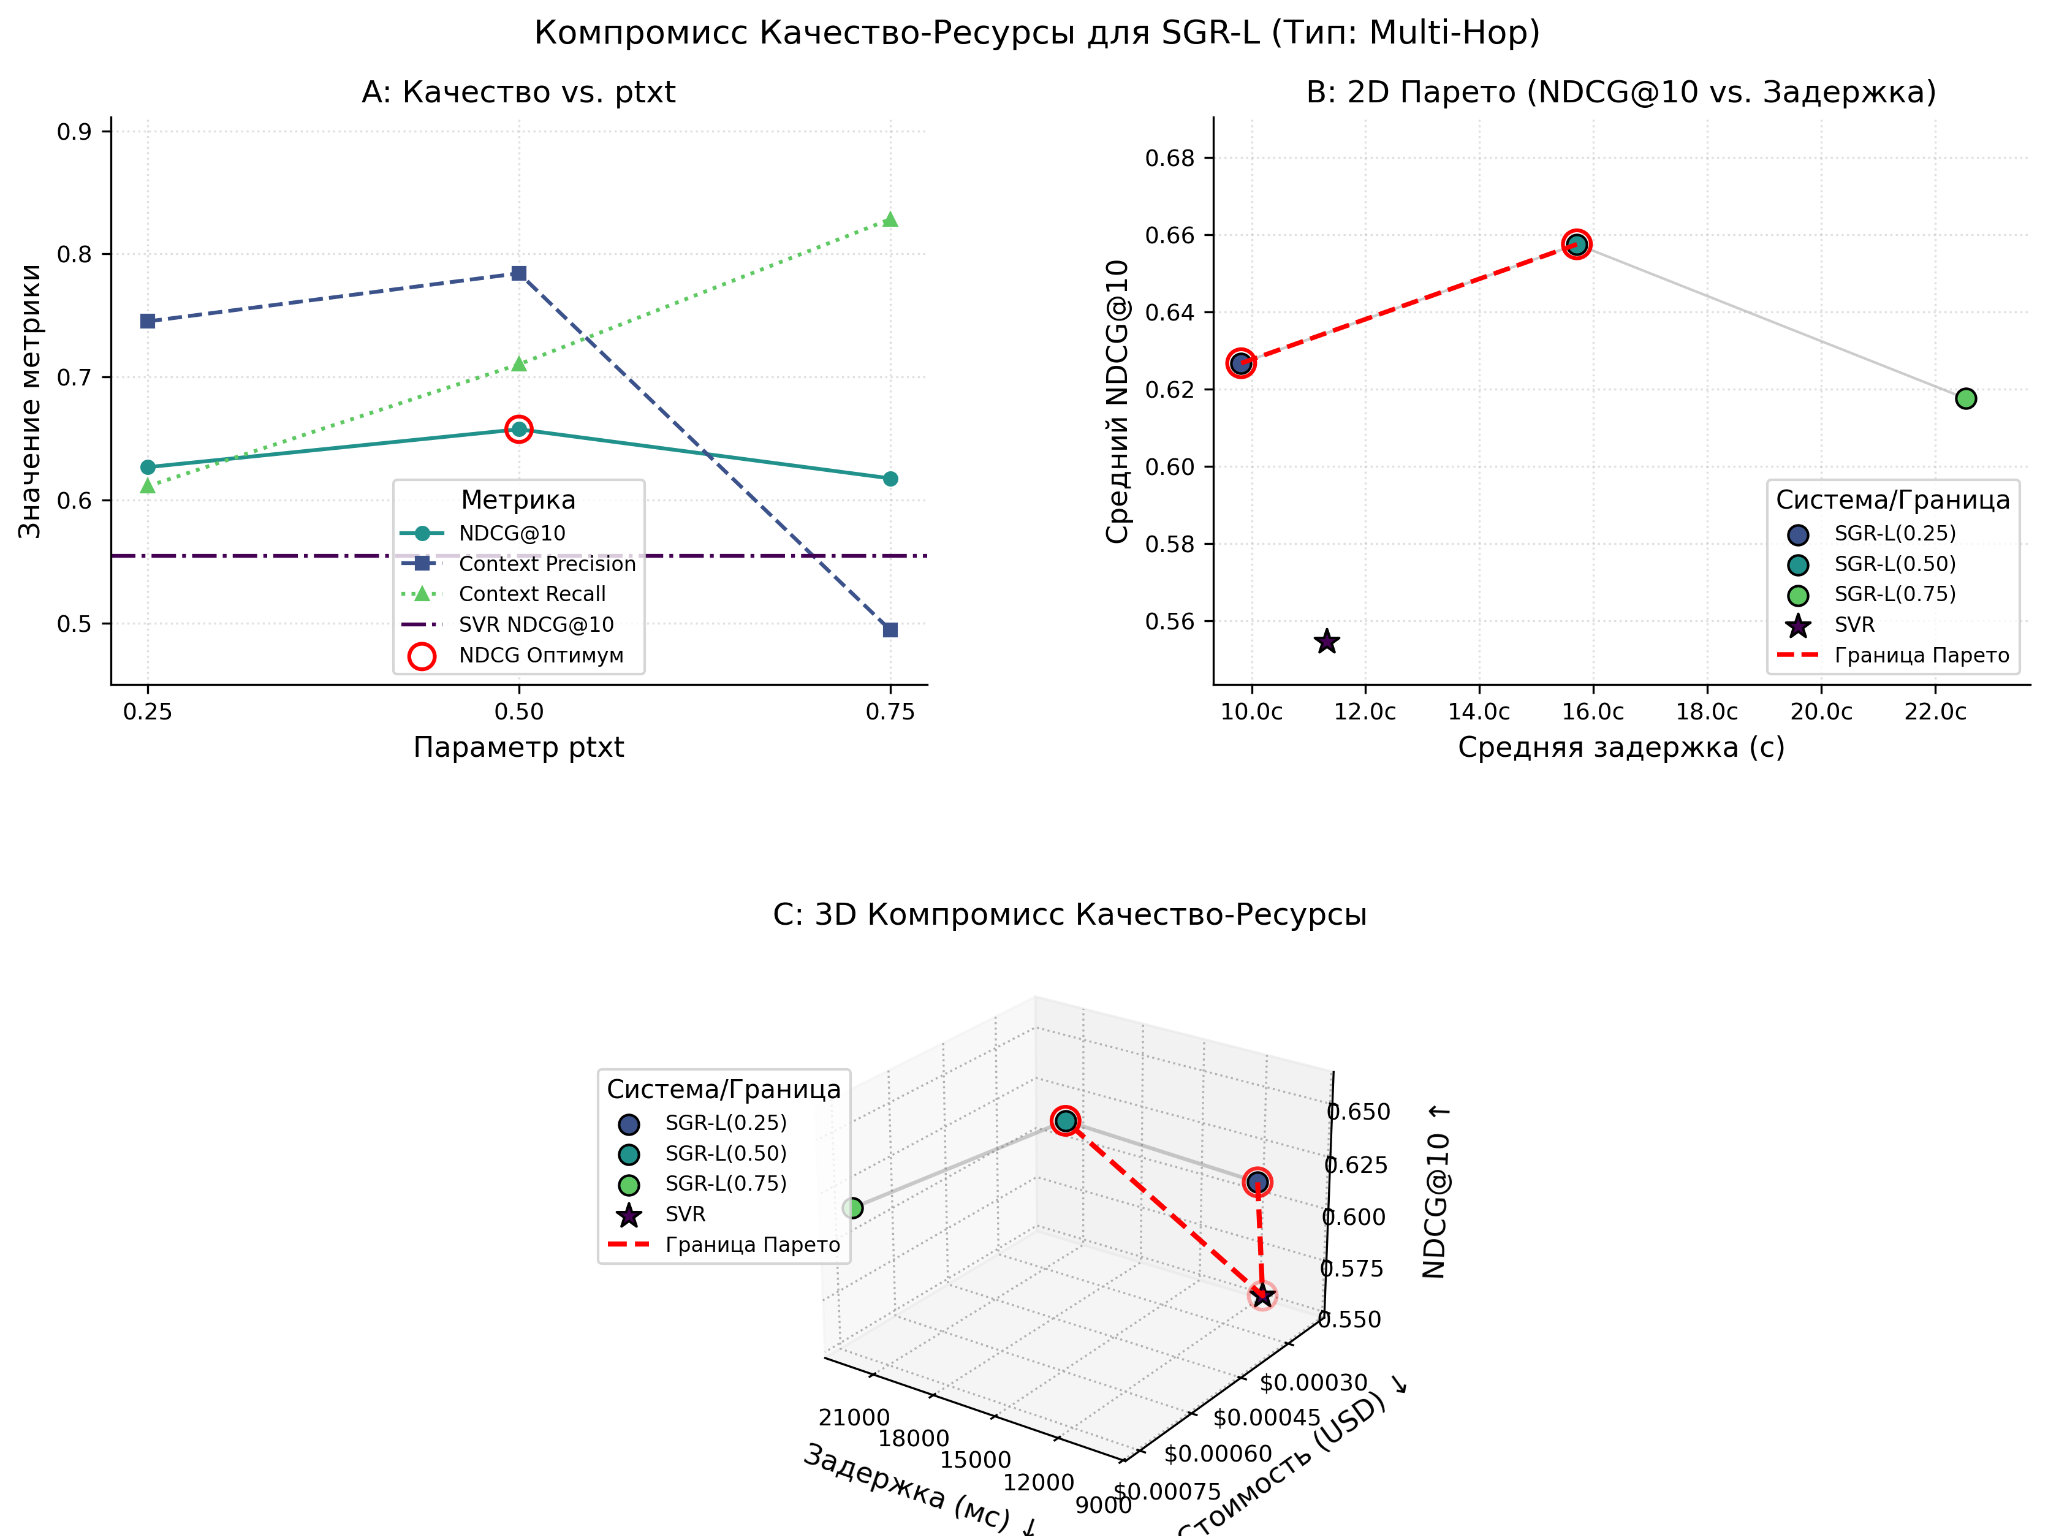 Компромисс Качество-Ресурсы для SGR-L (Тип: Multi-Hop)
A: Качество vs. ptxt
Значение метрики
0.9
0.8
0.7
0.6
0.5
0.25
0.50
0.75
Параметр ptxt
Метрика
NDCG@10
Context Precision
Context Recall
SVR NDCG@10
NDCG Оптимум
B: 2D Парето (NDCG@10 vs. Задержка)
Средний NDCG@10
0.68
0.66
0.64
0.62
0.60
0.58
0.56
10.0с
12.0с
14.0с
16.0с
18.0с
20.0с
22.0с
Средняя задержка (с)
Система/Граница
SGR-L(0.25)
SGR-L(0.50)
SGR-L(0.75)
SVR
Граница Парето
C: 3D Компромисс Качество-Ресурсы
Система/Граница
SGR-L(0.25)
SGR-L(0.50)
SGR-L(0.75)
SVR
Граница Парето
0.650
0.625
0.600
0.575
0.550
NDCG@10 ↑
$0.00030
$0.00045
$0.00060
$0.00075
Стоимость (USD) ↓
21000
18000
15000
12000
9000
Задержка (мс) ↓